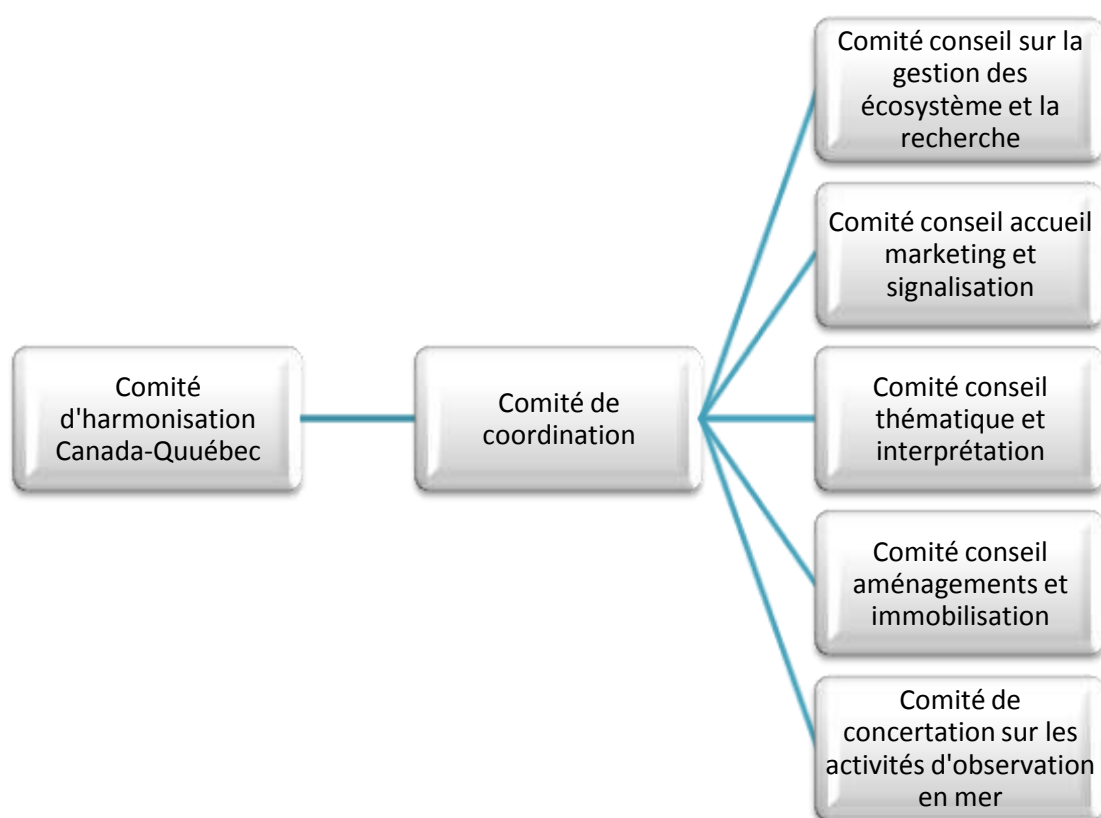 Comité
d'harmonisation
Canada-Quuébec
Comité de
coordination
Comité conseil sur la
gestion des
écosystème et la
recherche
Comité conseil accueil
marketing et
signalisation
Comité conseil
thématique et
interprétation
Comité conseil
aménagements et
immobilisation
Comité de
concertation sur les
activités d'observation
en mer